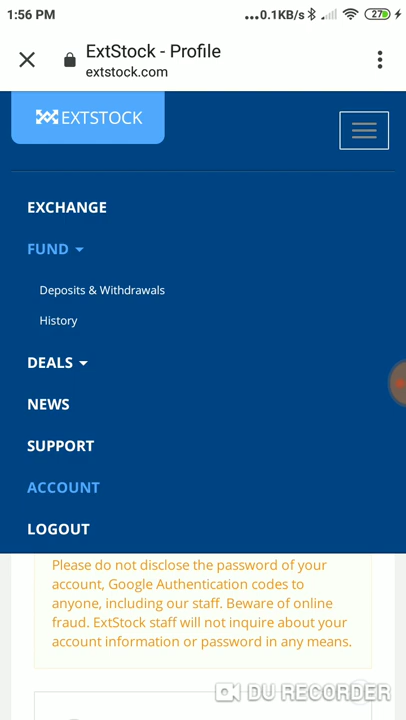 1:56 PM ...0.1KB/s 27
ExtStock - Profile
extstock.com
EXTSTOCK
EXCHANGE
FUND
Deposits & Withdrawals
History
DEALS
NEWS
SUPPORT
ACCOUNT
LOGOUT
Please do not disclose the password of your
account, Google Authentication codes to
anyone, including our staff. Beware of online
fraud. ExtStock staff will not inquire about your
account information or password in any means.
DU RECORDER